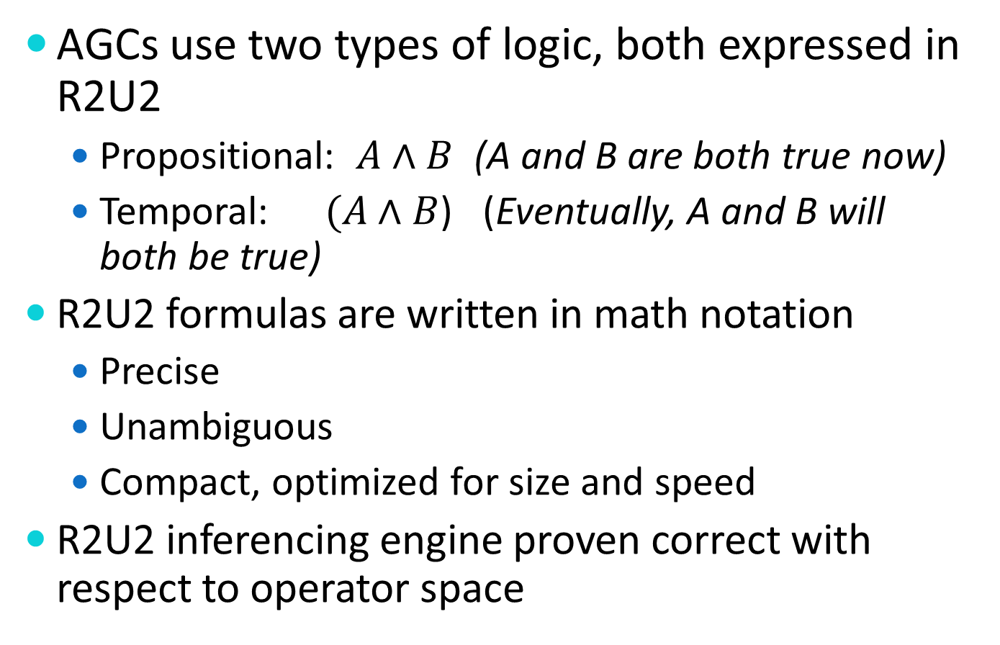 • AGCs use two types of logic, both expressed in
R2U2
• Propositional: A ∧ B (A and B are both true now)
• Temporal: (A ∧ B) (Eventually, A and B will
both be true)
• R2U2 formulas are written in math notation
• Precise
• Unambiguous
• Compact, optimized for size and speed
• R2U2 inferencing engine proven correct with
respect to operator space